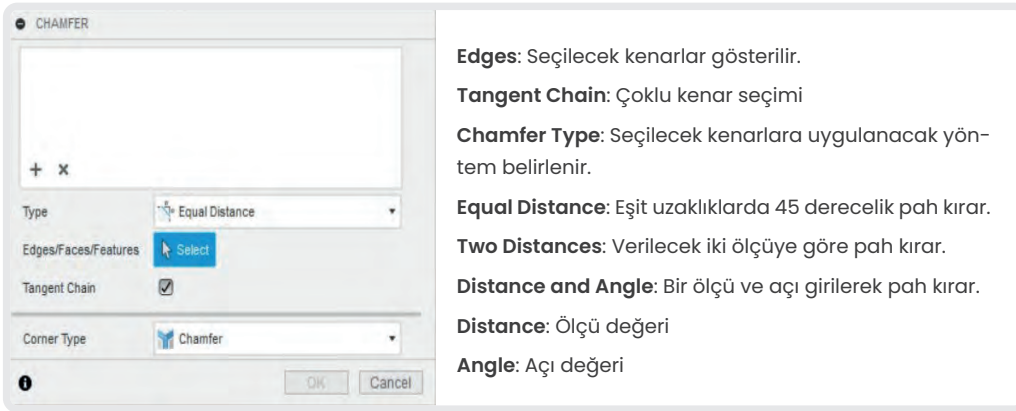 CHAMFER
Type
Equal Distance
Edges/Faces/Features
Select
Tangent Chain
Corner Type
Chamfer
OK
Cancel
Edges: Seçilecek kenarlar gösterilir.
Tangent Chain: Çoklu kenar seçimi
Chamfer Type: Seçilecek kenarlara uygulanacak yön-
tem belirlenir.
Equal Distance: Eşit uzaklıklarda 45 derecelik pah kırar.
Two Distances: Verilecek iki ölçüye göre pah kırar.
Distance and Angle: Bir ölçü ve açı girilerek pah kırar.
Distance: Ölçü değeri
Angle: Açı değeri